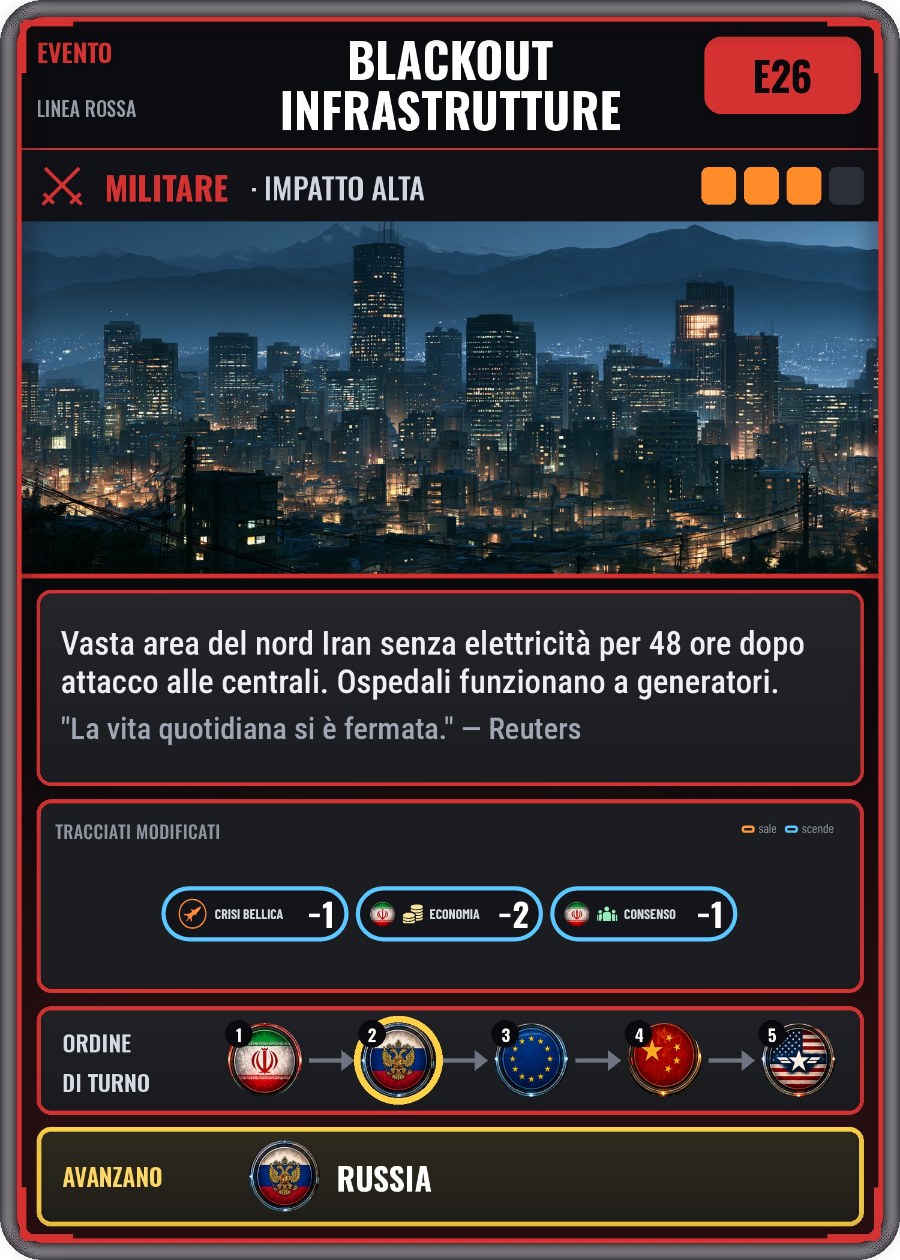 EVENTO
LINEA ROSSA
BLACKOUT
INFRASTRUTTURE
E26
MILITARE · IMPATTO ALTA
Vasta area del nord Iran senza elettricità per 48 ore dopo
attacco alle centrali. Ospedali funzionano a generatori.
"La vita quotidiana si è fermata." — Reuters
TRACCIATI MODIFICATI
sale scende
CRISI BELLICA −1 ECONOMIA −2 CONSENSO −1
ORDINE
DI TURNO
1 2 3 4 5
AVANZANO RUSSIA